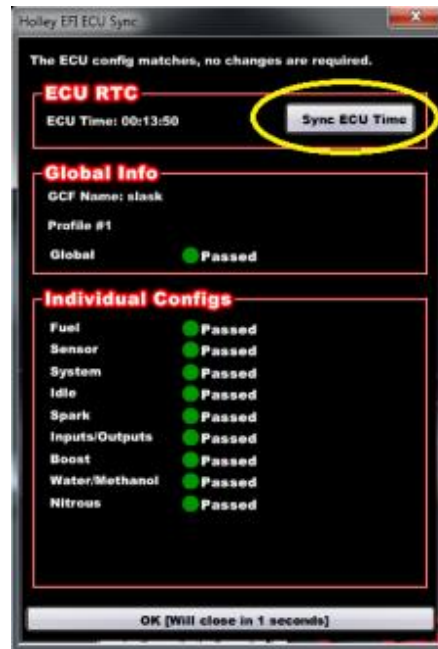 Holley EFI ECU Sync
The ECU config matches, no changes are required.
ECU RTC
ECU Time: 00:13:50
Sync ECU Time
Global Info
GCF Name: slask
Profile #1
Global Passed
Individual Configs
Fuel Passed
Sensor Passed
System Passed
Idle Passed
Spark Passed
Inputs/Outputs Passed
Boost Passed
Water/Methanol Passed
Nitrous Passed
OK [Will close in 1 seconds]